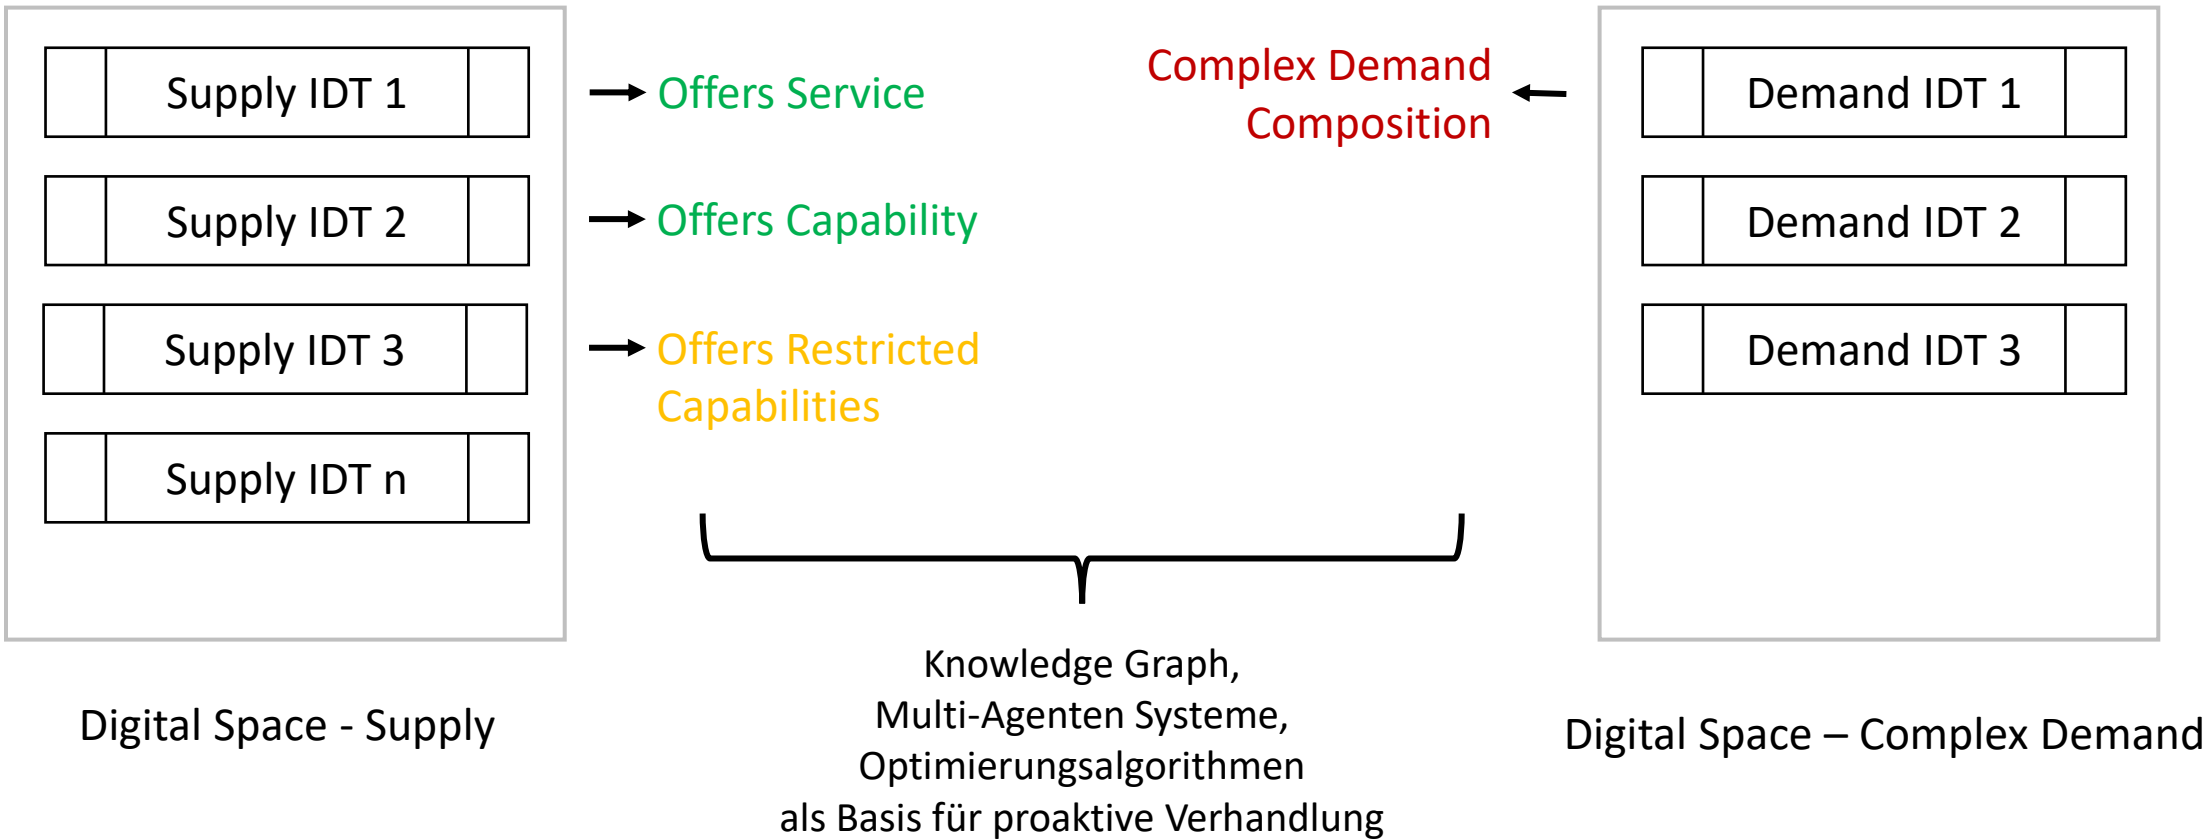 Supply IDT 1
Supply IDT 2
Supply IDT 3
Supply IDT n
Digital Space - Supply
Offers Service
Offers Capability
Offers Restricted
Capabilities
Complex Demand
Composition
Knowledge Graph,
Multi-Agenten Systeme,
Optimierungsalgorithmen
als Basis für proaktive Verhandlung
Demand IDT 1
Demand IDT 2
Demand IDT 3
Digital Space – Complex Demand